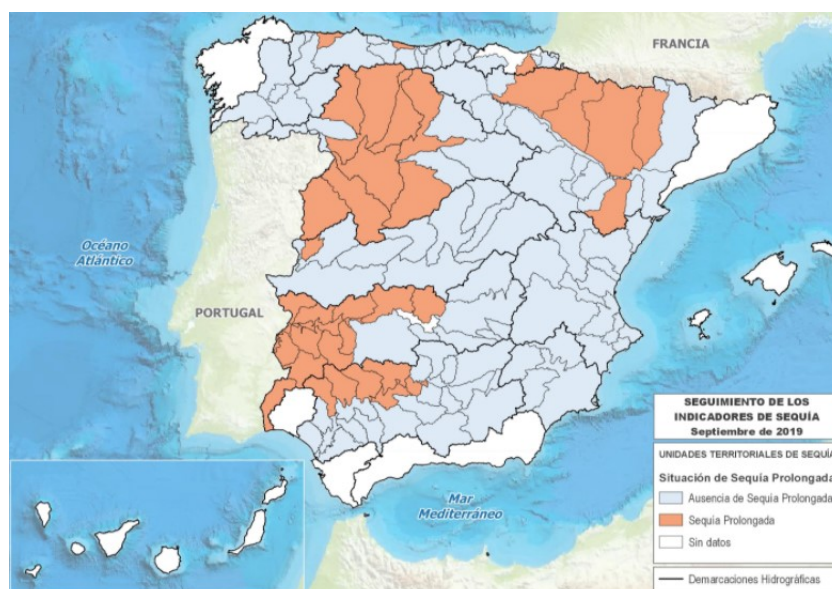 FRANCIA
Océano
Atlántico
PORTUGAL
Mar
Mediterráneo
SEGUIMIENTO DE LOS
INDICADORES DE SEQUÍA
Septiembre de 2019
UNIDADES TERRITORIALES DE SEQUÍA
Situación de Sequía Prolongada
Ausencia de Sequía Prolongada
Sequía Prolongada
Sin datos
Demarcaciones Hidrográficas